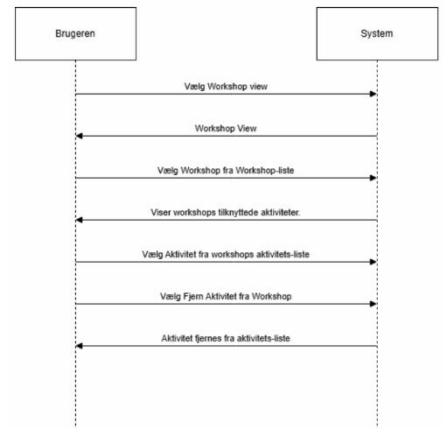 Brugeren
System
Vælg Workshop view
Workshop View
Vælg Workshop fra Workshop-liste
Viser workshops tilknyttede aktiviteter.
Vælg Aktivitet fra workshops aktivitets-liste
Vælg Fjern Aktivitet fra Workshop
Aktivitet fjernes fra aktivitets-liste